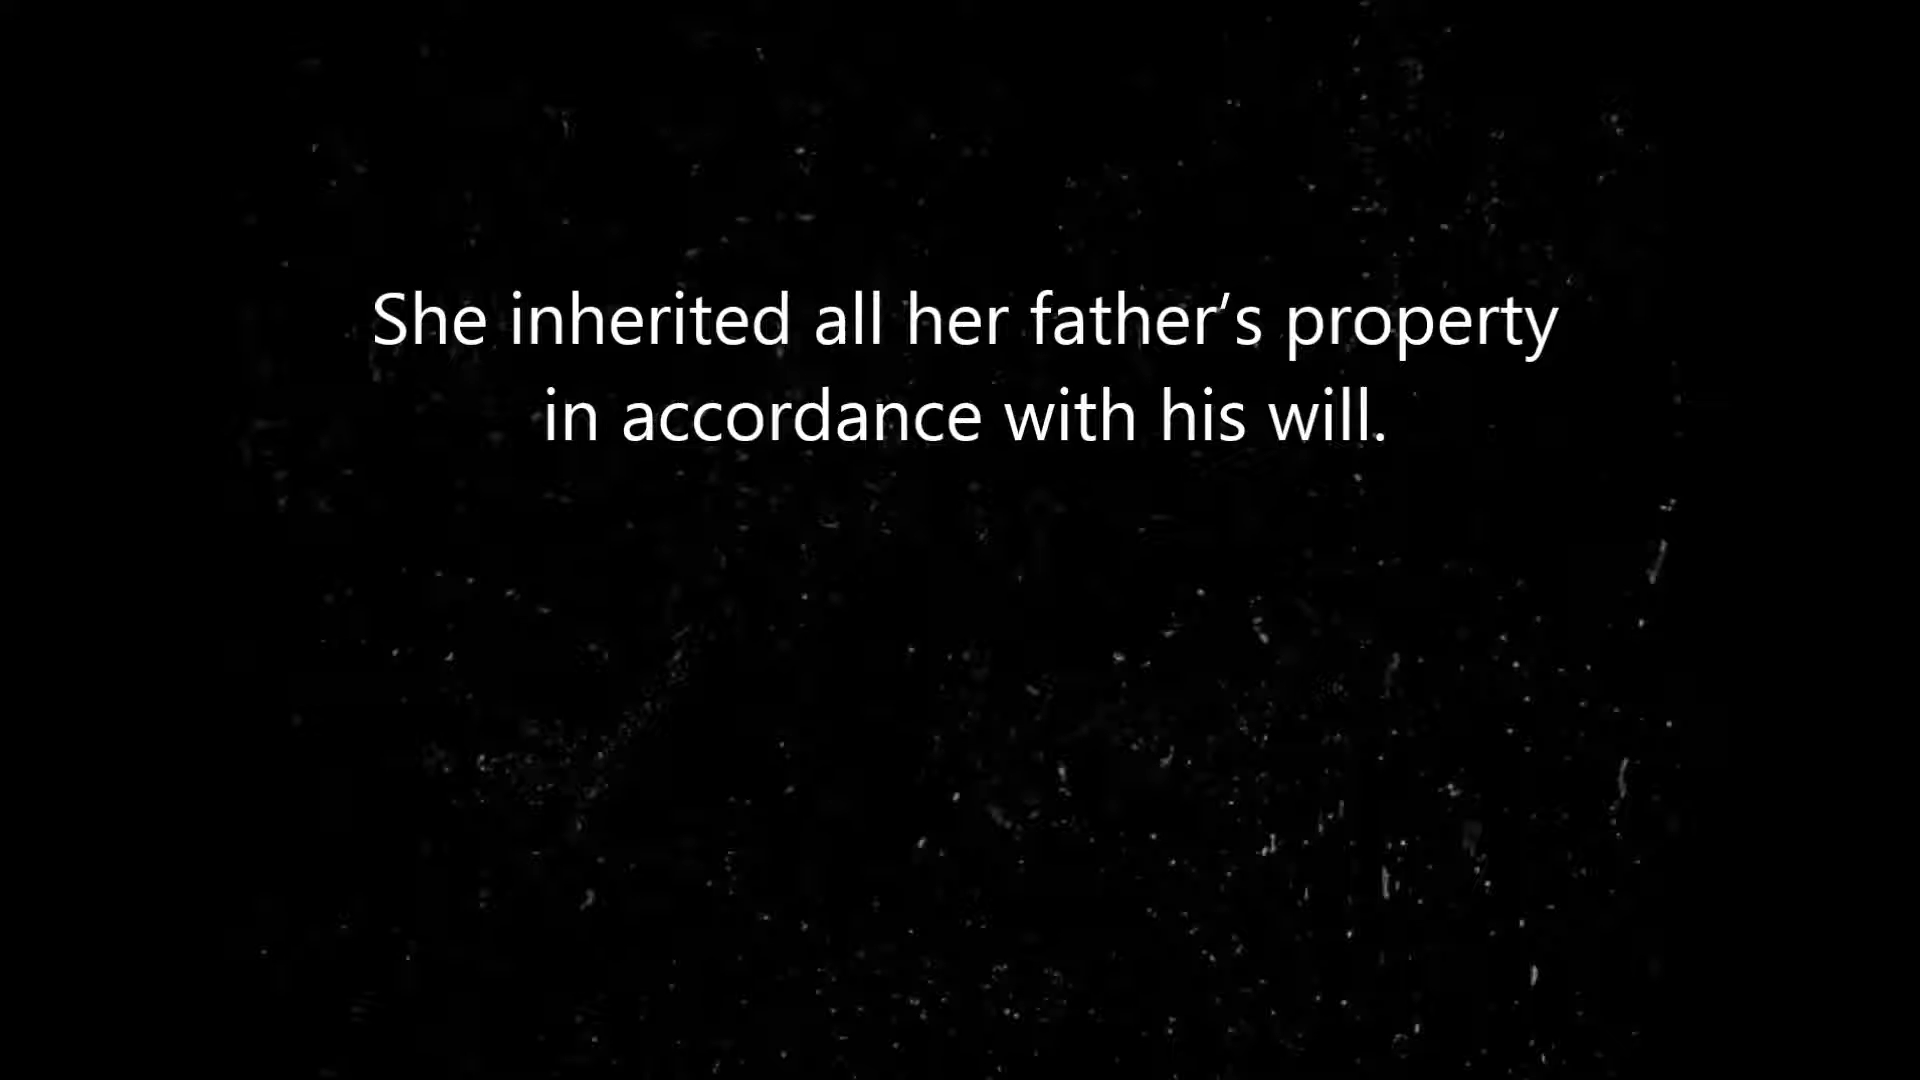 She inherited all her father’s property
in accordance with his will.